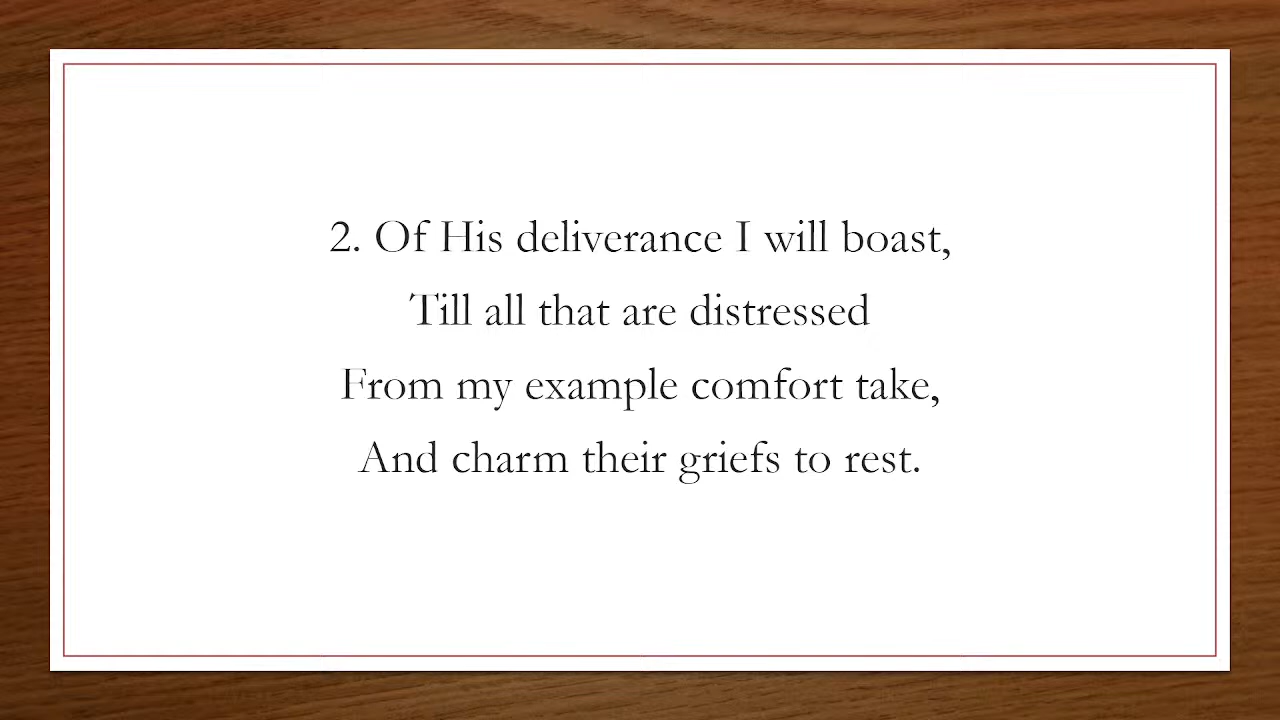 2. Of His deliverance I will boast,
Till all that are distressed
From my example comfort take,
And charm their griefs to rest.